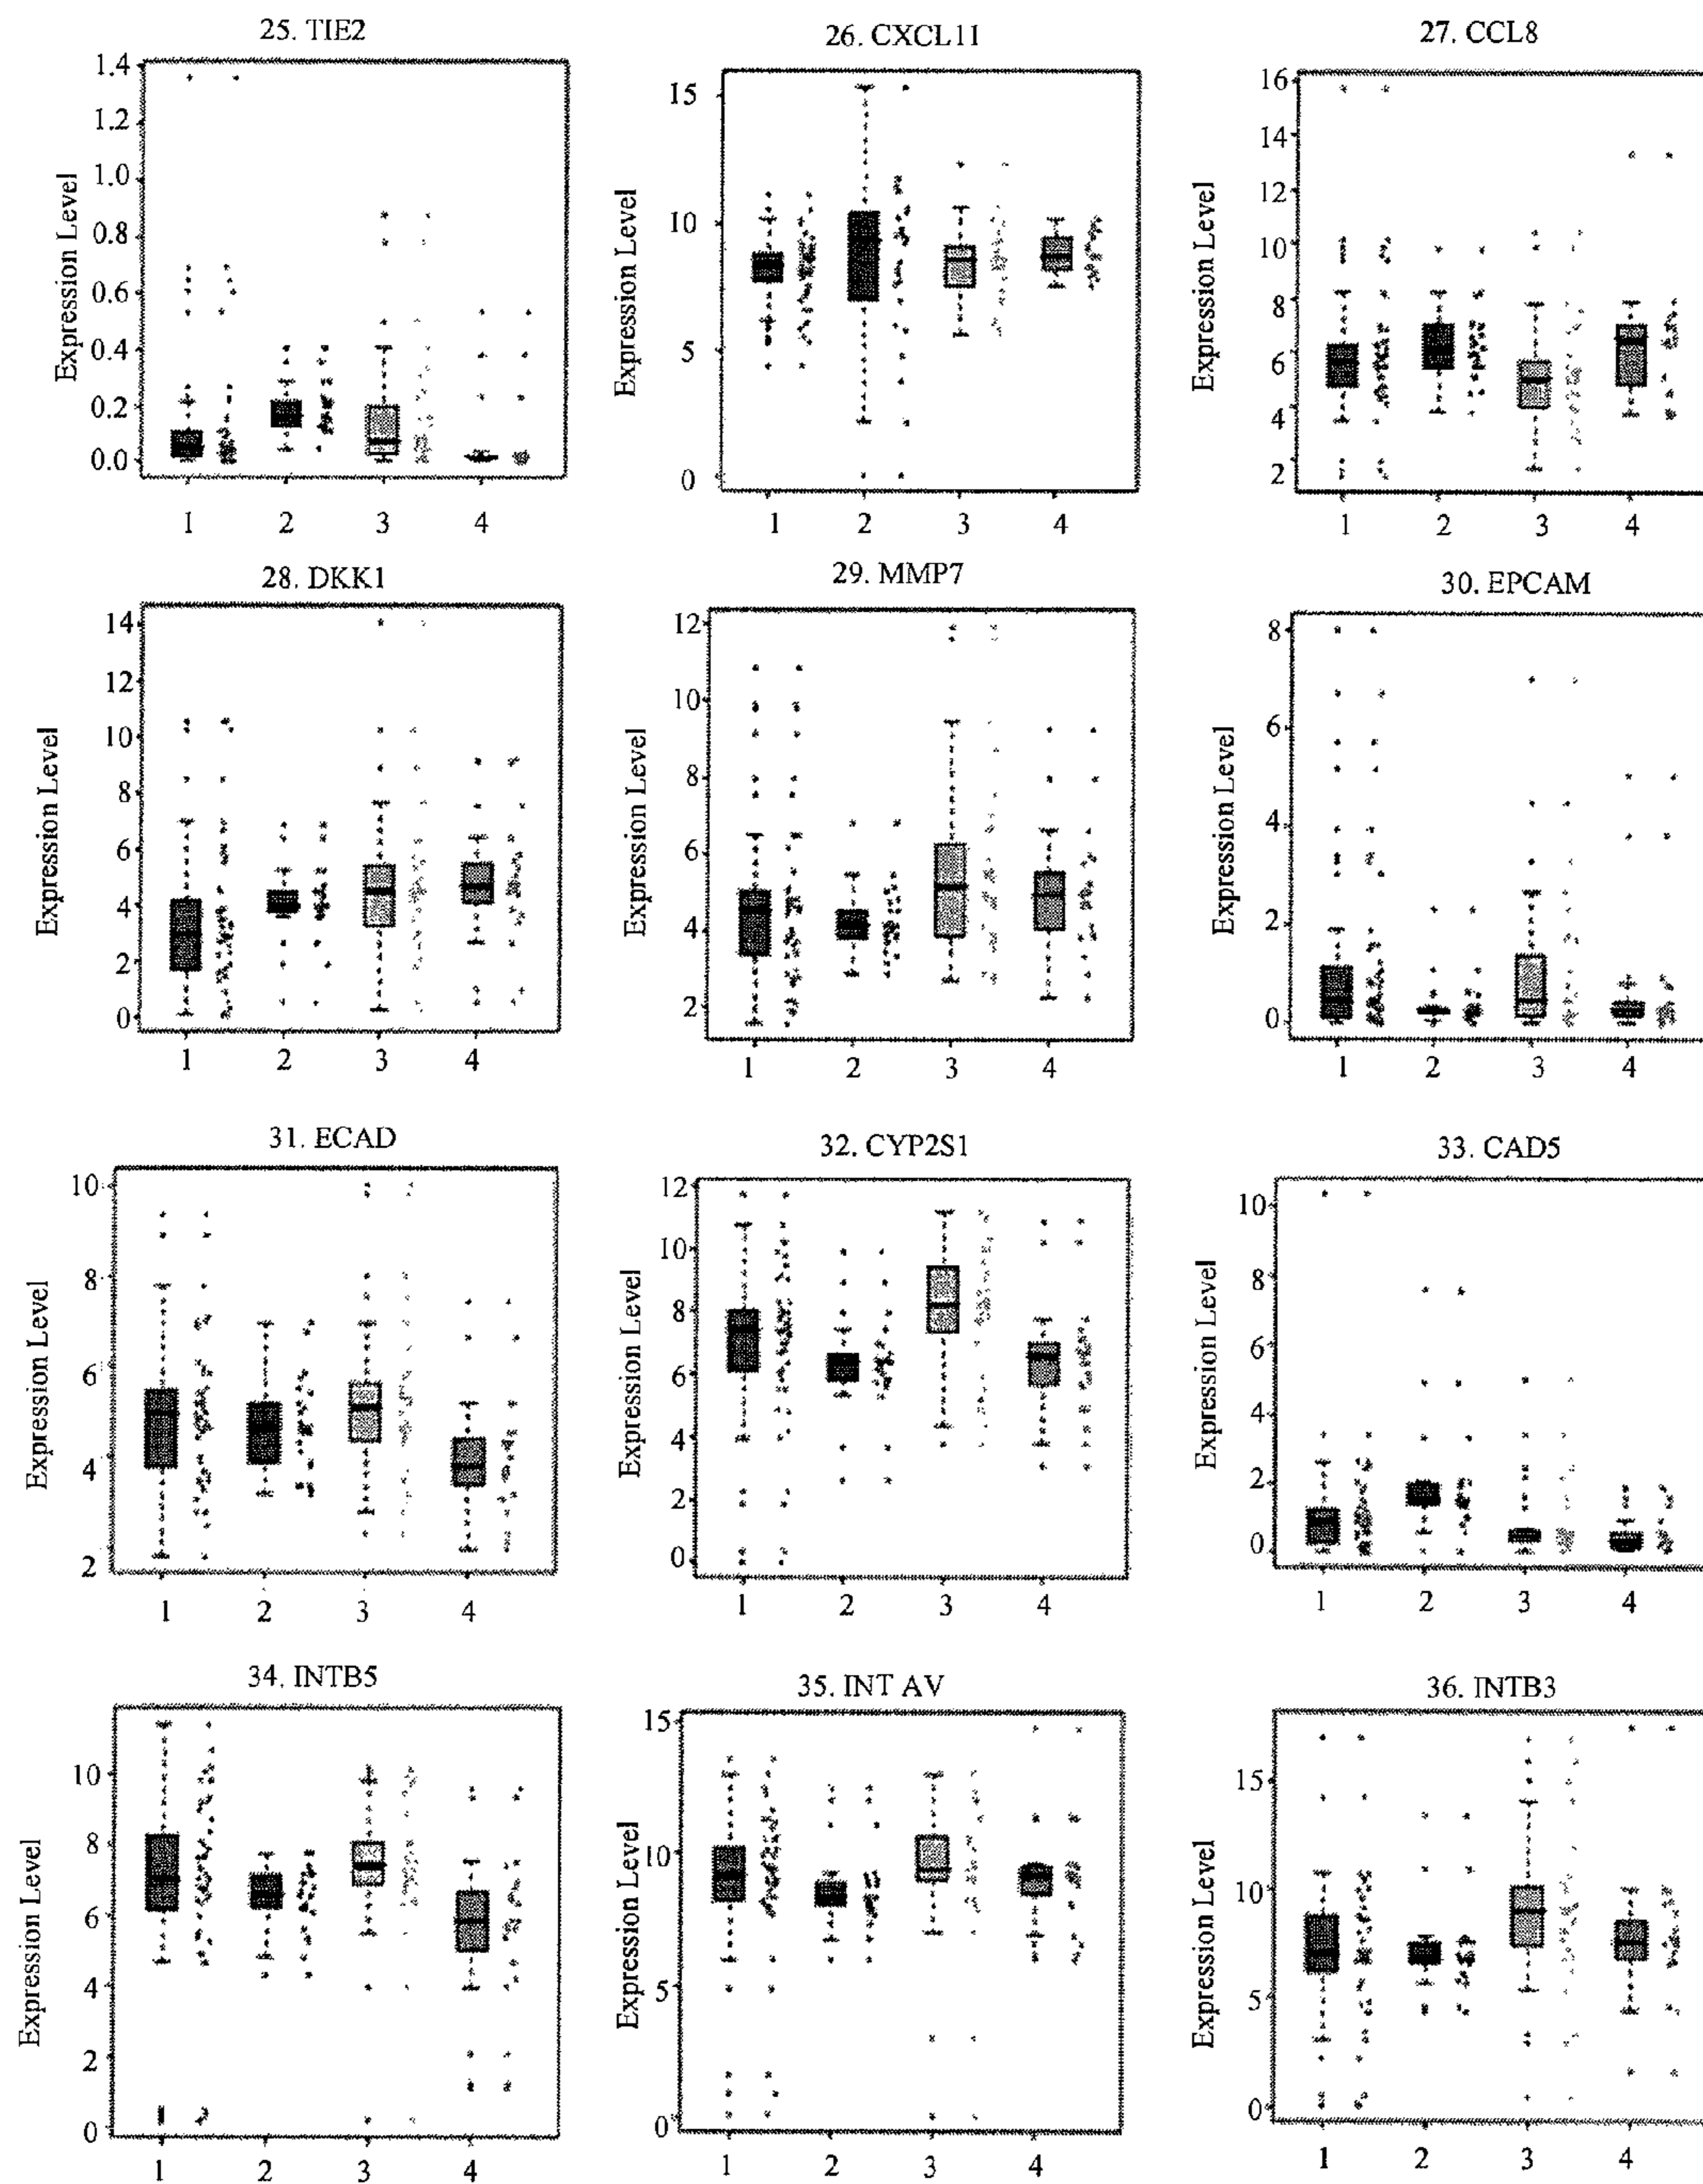 25. TIE2
26. CXCL11
27. CCL8
Expression Level
1.4
1.2
1.0
0.8
0.6
0.4
0.2
0.0
1 2 3 4
Expression Level
15
10
5
0
1 2 3 4
Expression Level
16
14
12
10
8
6
4
2
1 2 3 4
28. DKK1
29. MMP7
30. EPCAM
Expression Level
14
12
10
8
6
4
2
0
1 2 3 4
Expression Level
12
10
8
6
4
2
1 2 3 4
Expression Level
8
6
4
2
0
1 2 3 4
31. ECAD
32. CYP2S1
33. CAD5
Expression Level
10
8
6
4
2
1 2 3 4
Expression Level
12
10
8
6
4
2
0
1 2 3 4
Expression Level
10
8
6
4
2
0
1 2 3 4
34. INTB5
35. INT AV
36. INTB3
Expression Level
10
8
6
4
2
0
1 2 3 4
Expression Level
15
10
5
0
1 2 3 4
Expression Level
15
10
5
0
1 2 3 4